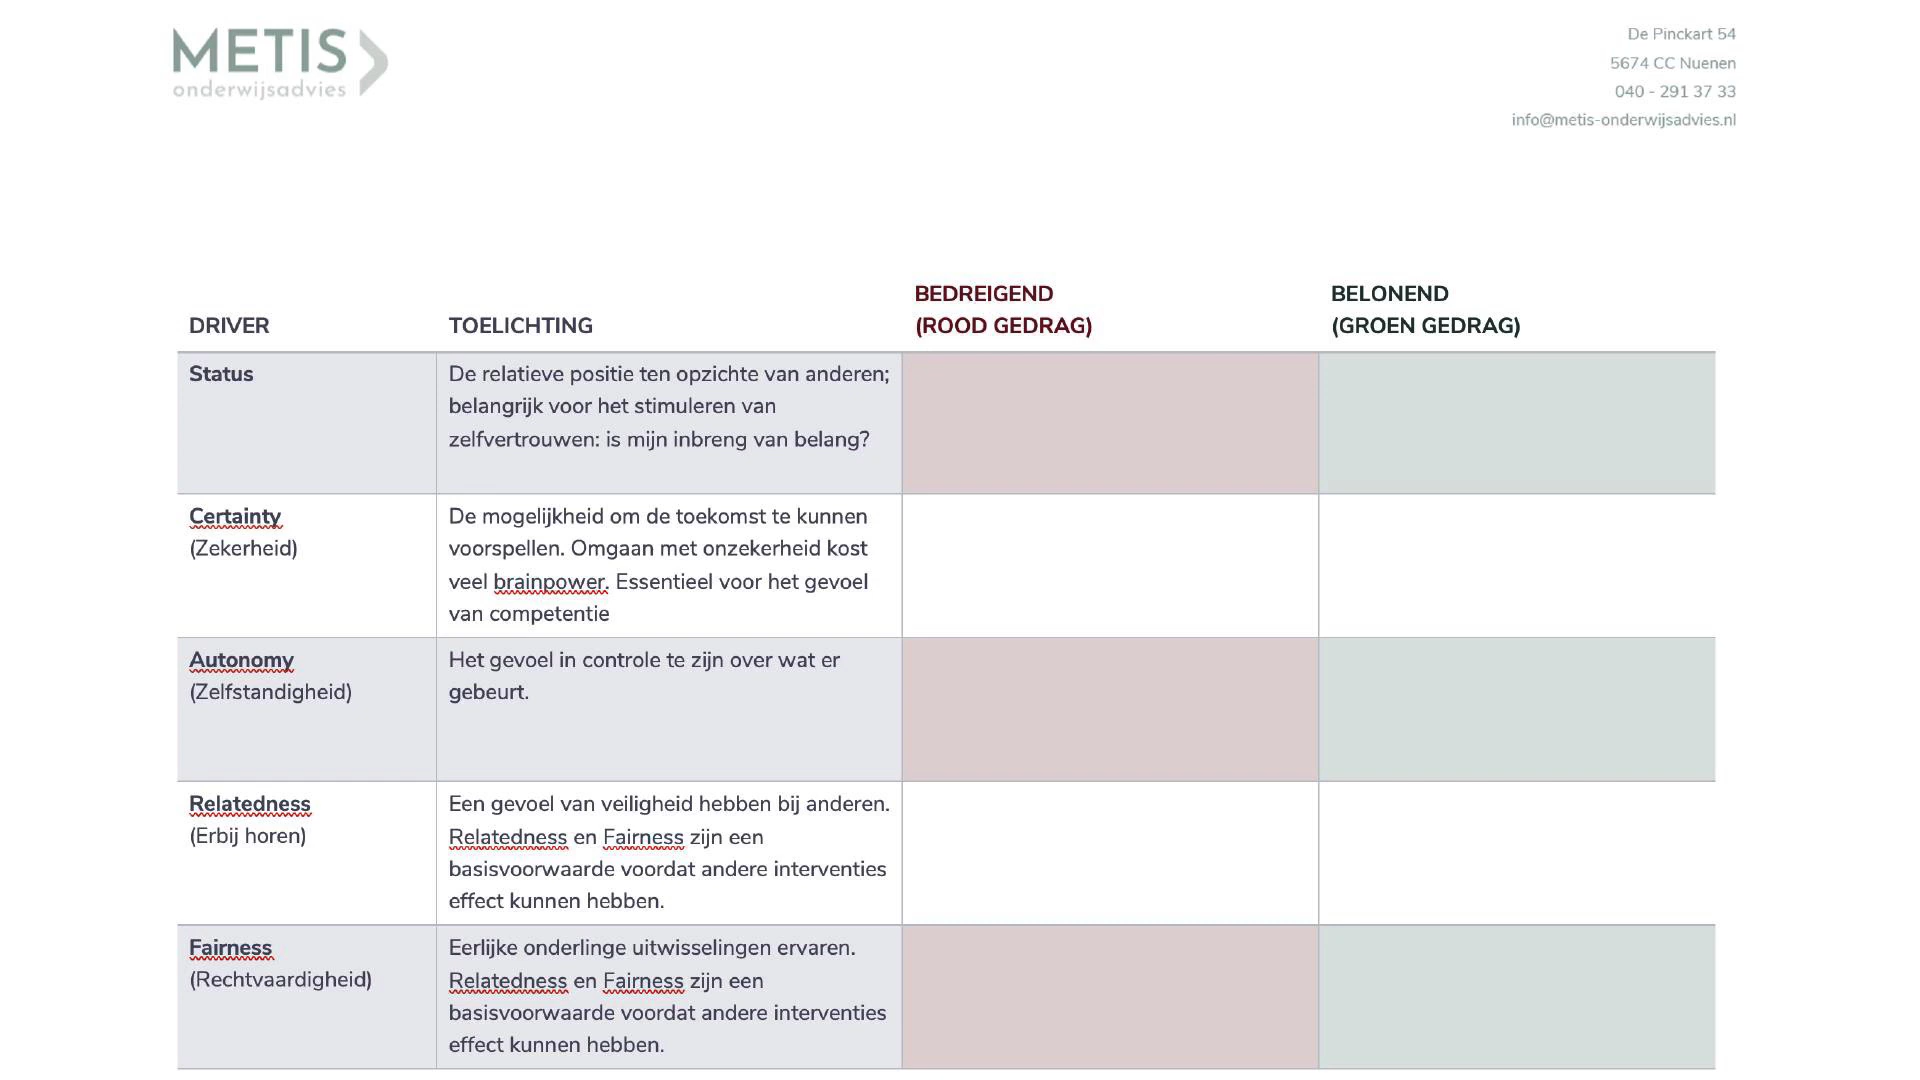 METIS
onderwijsadvies
De Pinckart 54
5674 CC Nuenen
040 - 291 37 33
info@metis-onderwijsadvies.nl
DRIVER
TOELICHTING
BEDREIGEND
(ROOD GEDRAG)
BELONEND
(GROEN GEDRAG)
Status
De relatieve positie ten opzichte van anderen;
belangrijk voor het stimuleren van
zelfvertrouwen: is mijn inbreng van belang?
Certainty
(Zekerheid)
De mogelijkheid om de toekomst te kunnen
voorspellen. Omgaan met onzekerheid kost
veel brainpower. Essentieel voor het gevoel
van competentie
Autonomy
(Zelfstandigheid)
Het gevoel in controle te zijn over wat er
gebeurt.
Relatedness
(Erbij horen)
Een gevoel van veiligheid hebben bij anderen.
Relatedness en Fairness zijn een
basisvoorwaarde voordat andere interventies
effect kunnen hebben.
Fairness
(Rechtvaardigheid)
Eerlijke onderlinge uitwisselingen ervaren.
Relatedness en Fairness zijn een
basisvoorwaarde voordat andere interventies
effect kunnen hebben.